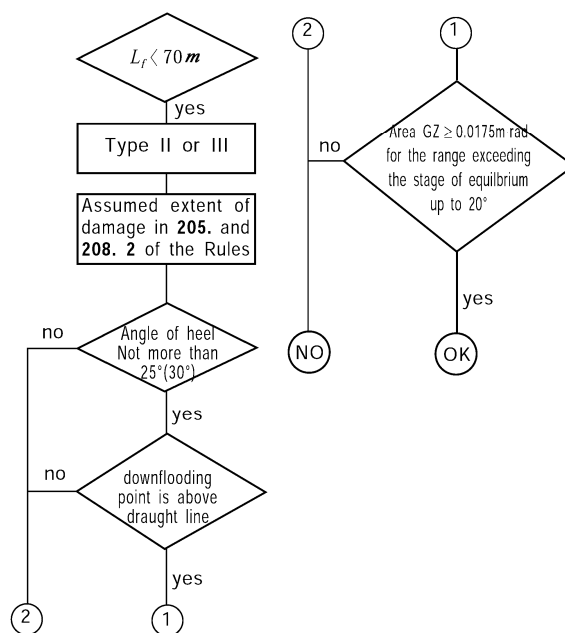 L_f < 70 m
yes
Type II or III
Assumed extent of
damage in 205. and
208. 2 of the Rules
no
Angle of heel
Not more than
25°(30°)
yes
no
downflooding
point is above
draught line
yes
2
1
2
1
no
Area GZ ≥ 0.0175m rad
for the range exceeding
the stage of equilbrium
up to 20°
yes
NO
OK